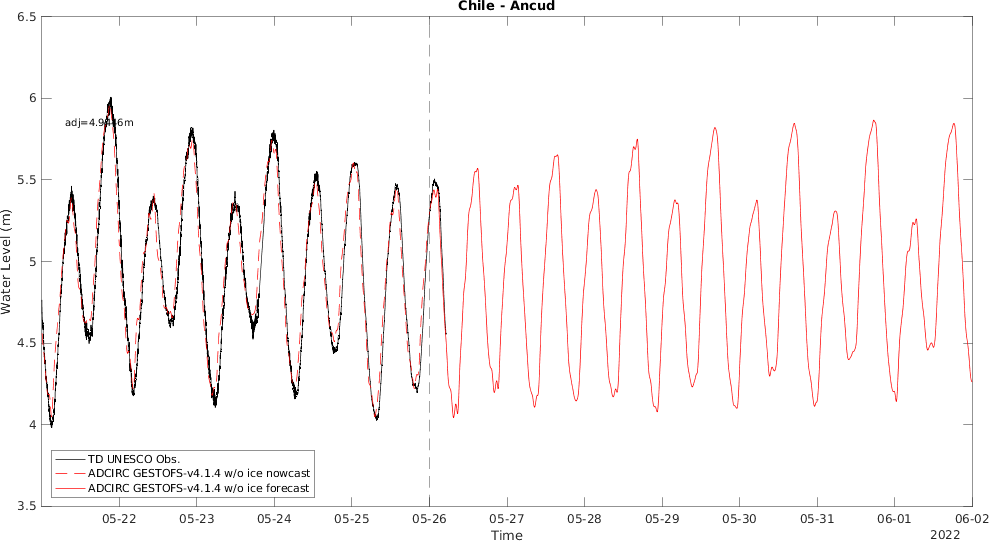 Chile - Ancud
6.5
6
5.5
5
4.5
4
3.5
Water Level (m)
adj=4.9446m
TD UNESCO Obs.
ADCIRC GESTOFS-v4.1.4 w/o ice nowcast
ADCIRC GESTOFS-v4.1.4 w/o ice forecast
05-22 05-23 05-24 05-25 05-26 05-27 05-28 05-29 05-30 05-31 06-01 06-02
Time
2022